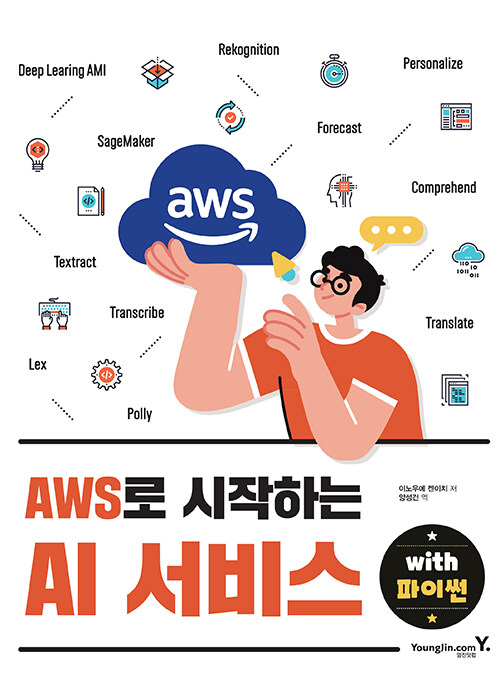 Rekognition
Deep Learing AMI
Personalize
SageMaker
Forecast
Comprehend
aws
Textract
Transcribe
Translate
Lex
Polly
AWS로 시작하는
AI 서비스
이노우에 켄이치 저
양성건 역
with
파이썬
YoungJin.com Y.
영진닷컴